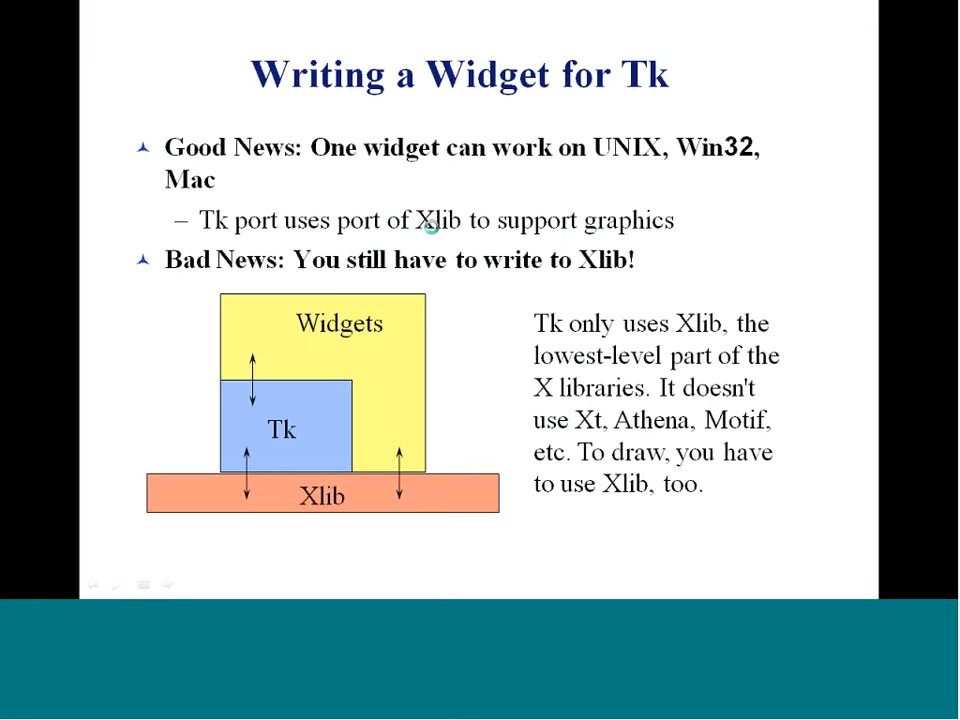 Writing a Widget for Tk
Good News: One widget can work on UNIX, Win32,
Mac
– Tk port uses port of Xlib to support graphics
Bad News: You still have to write to Xlib!
Widgets
Tk
Xlib
Tk only uses Xlib, the
lowest-level part of the
X libraries. It doesn't
use Xt, Athena, Motif,
etc. To draw, you have
to use Xlib, too.